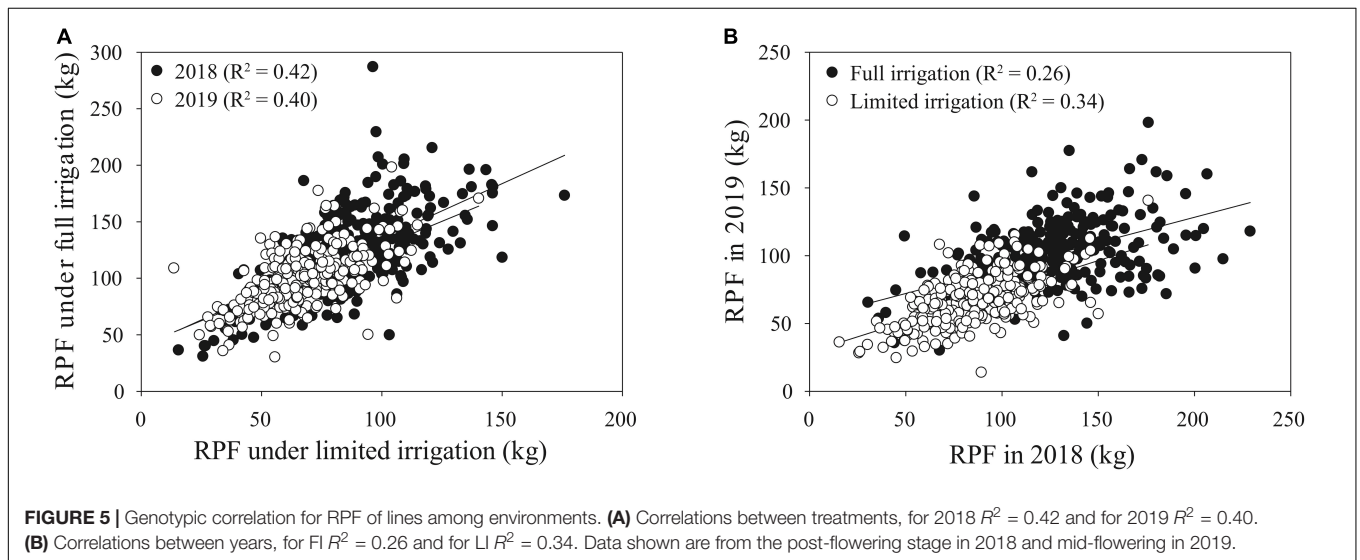 A
300
250
200
150
100
50
0
0 50 100 150 200
RPF under full irrigation (kg)
RPF under limited irrigation (kg)
● 2018 (R² = 0.42)
○ 2019 (R² = 0.40)
B
250
200
150
100
50
0
0 50 100 150 200 250
RPF in 2019 (kg)
RPF in 2018 (kg)
● Full irrigation (R² = 0.26)
○ Limited irrigation (R² = 0.34)
FIGURE 5 | Genotypic correlation for RPF of lines among environments. (A) Correlations between treatments, for 2018 R² = 0.42 and for 2019 R² = 0.40.
(B) Correlations between years, for FI R² = 0.26 and for LI R² = 0.34. Data shown are from the post-flowering stage in 2018 and mid-flowering in 2019.